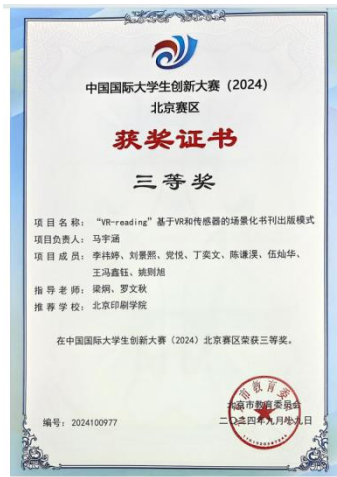 中国国际大学生创新大赛（2024）
北京赛区
获奖证书
三等奖
项目名称：“VR-reading”基于VR和传感器的场景化书刊出版模式
项目负责人：马宇涵
项目成员：李祎婷、刘景熙、党悦、丁奕文、陈谦淏、伍灿华、
王冯鑫钰、姚则旭
指导老师：梁炯、罗文秋
推荐学校：北京印刷学院
在中国国际大学生创新大赛（2024）北京赛区荣获三等奖。
北京市教育委员会
编号：2024100977
二〇二四年九月十九日